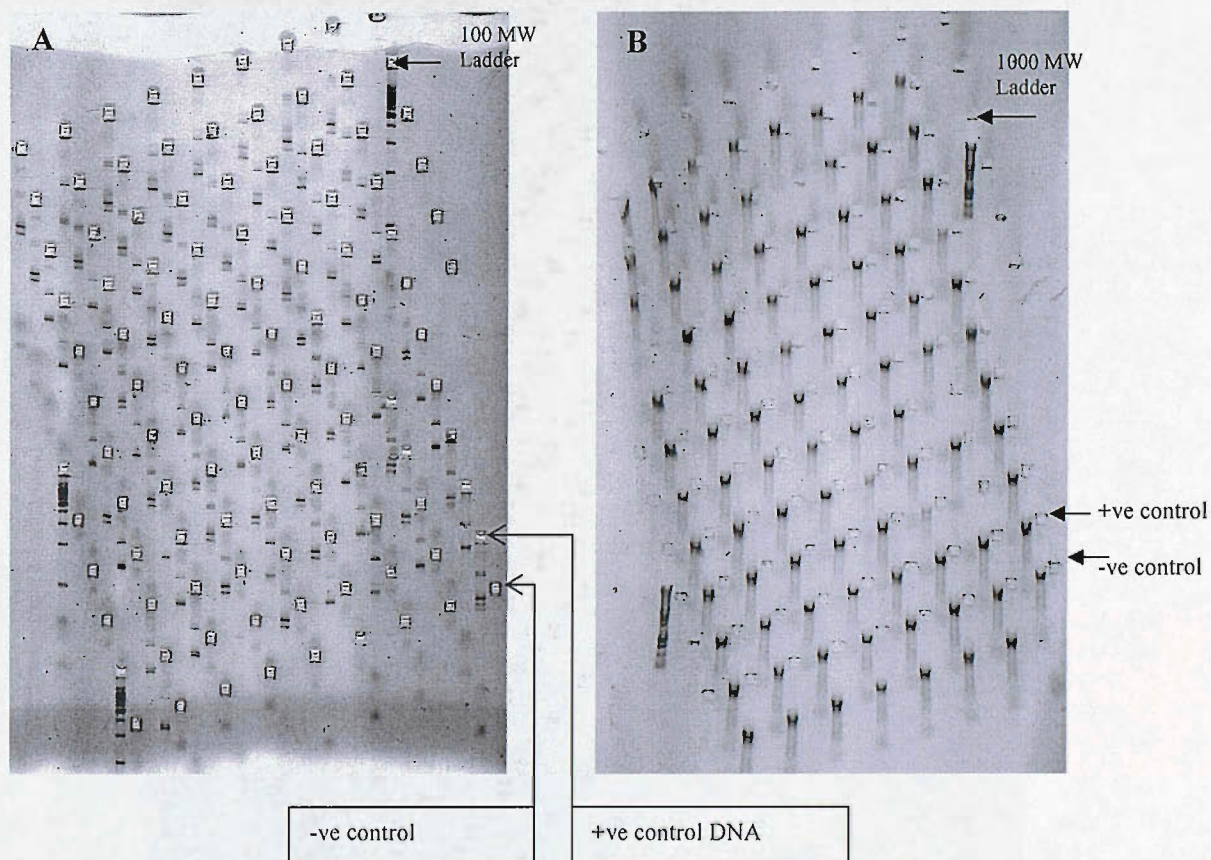 A
100 MW
Ladder
B
1000 MW
Ladder
+ve control
-ve control
-ve control
+ve control DNA